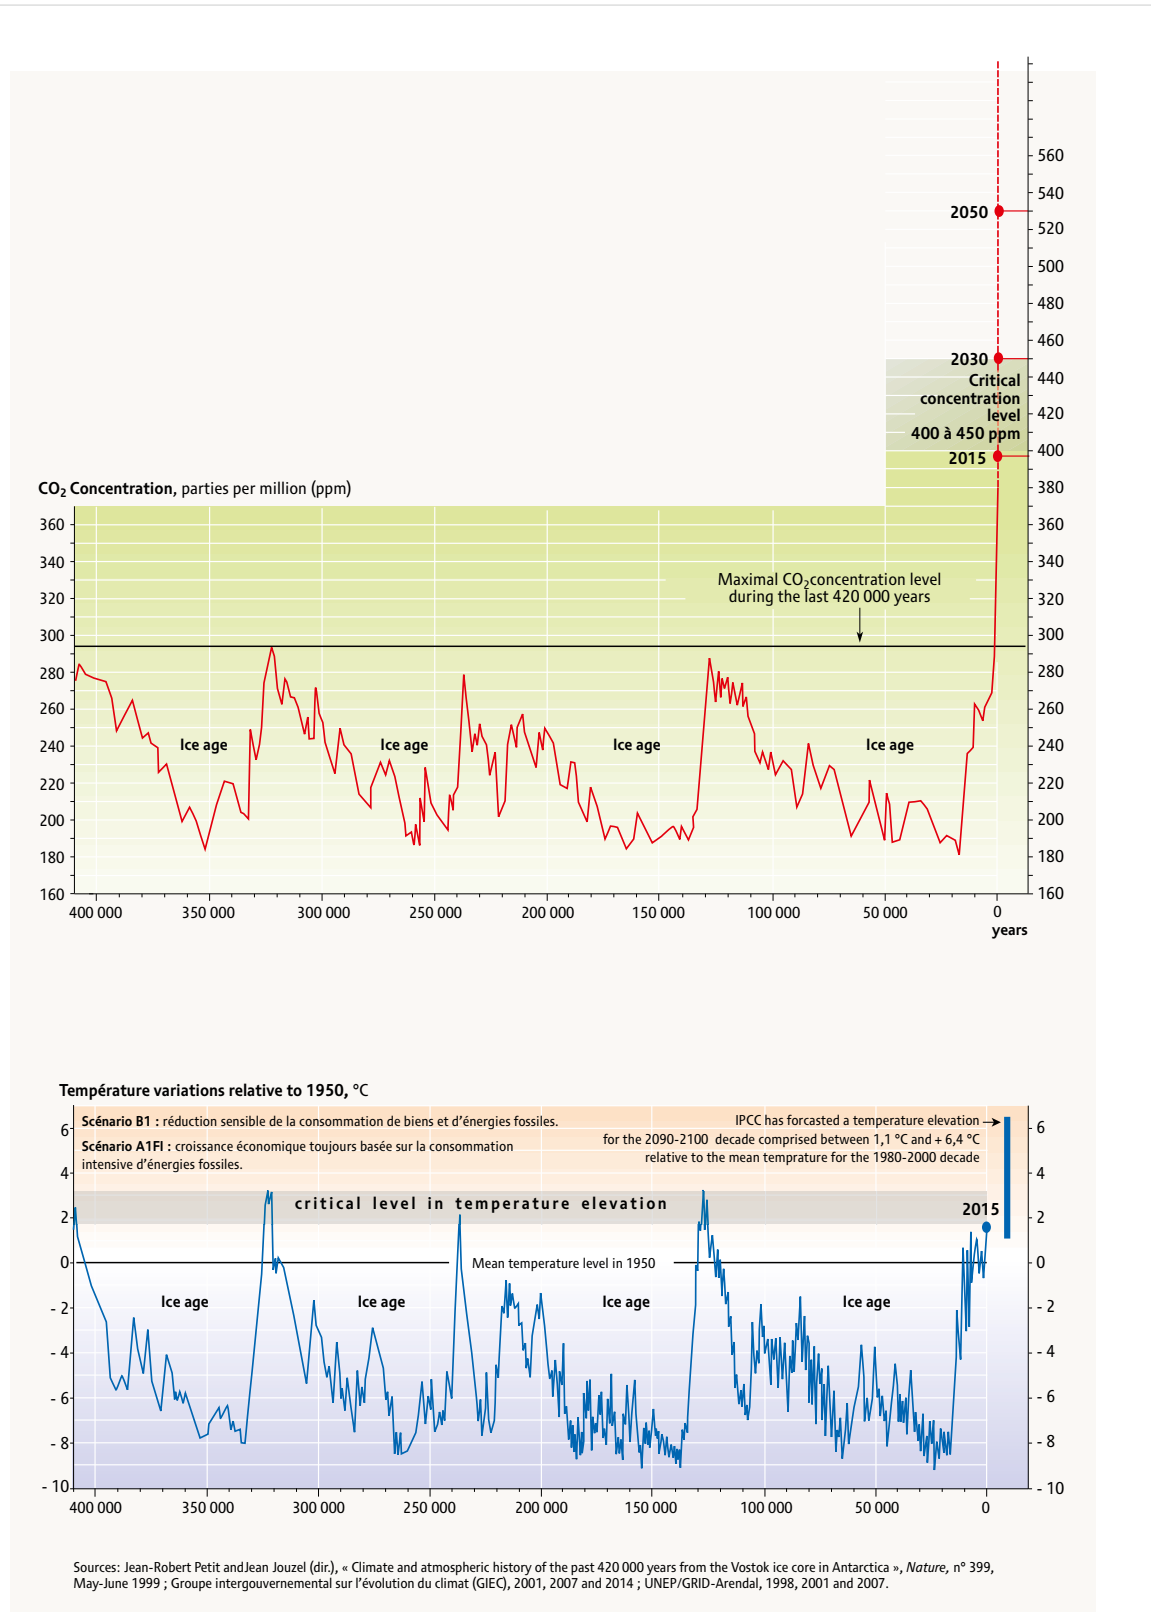 560
540
2050
520
500
480
460
2030
Critical
440
concentration
level
420
400 à 450 ppm
400
2015
CO2 Concentration, parties per million (ppm)
380
360
360
340
340
Maximal CO2concentration level
320
during the last 420 000 years
320
300
300
280
280
260
260
240
Ice age
Ice age
Ice age
Ice age
240
220
220
200
200
180
180
160
160
400 000
350 000
300 000
250 000
200 000
150 000
100 000
50 000
0
years
Température variations relative to 1950, °C
Scénario B1 : réduction sensible de la consommation de biens et d'énergies fossiles.
IPCC has forcasted a temperature elevation
6
6
for the 2090-2100 decade comprised between 1,1 °C and + 6,4 °C
Scénario A1FI : croissance économique toujours basée sur la consommation
relative to the mean temprature for the 1980-2000 decade
intensive d'énergies fossiles.
4
4
critical level in temperature elevation
2015
2
2
0
Mean temperature level in 1950
0
Ice age
Ice age
Ice age
Ice age
- 2
- 2
- 4
- 4
- 6
- 6
- 8
- 8
- 10
- 10
400 000
350 000
300 000
250 000
200 000
150 000
100 000
50 000
0
Sources: Jean-Robert Petit andJean Jouzel (dir.), « Climate and atmospheric history of the past 420 000 years from the Vostok ice core in Antarctica », Nature, n° 399,
May-June 1999 ; Groupe intergouvernemental sur l'évolution du climat (GIEC), 2001, 2007 and 2014 ; UNEP/GRID-Arendal, 1998, 2001 and 2007.